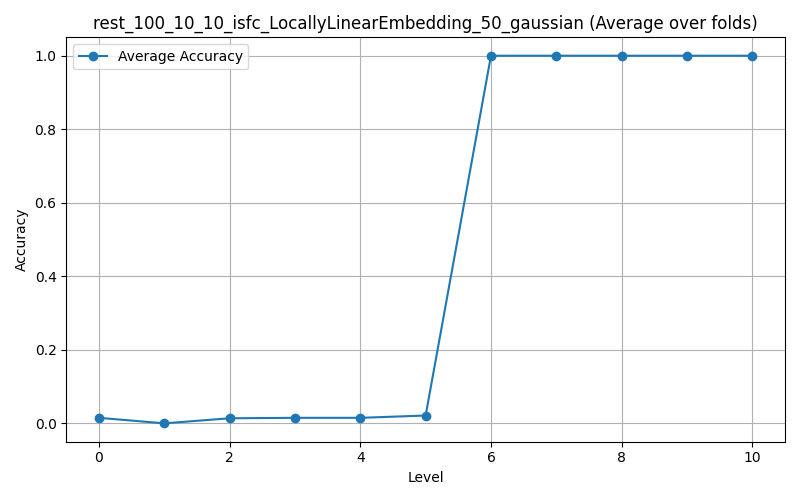 rest_100_10_10_isfc_LocallyLinearEmbedding_50_gaussian (Average over folds)
Average Accuracy
Accuracy
1.0
0.8
0.6
0.4
0.2
0.0
0 2 4 6 8 10
Level